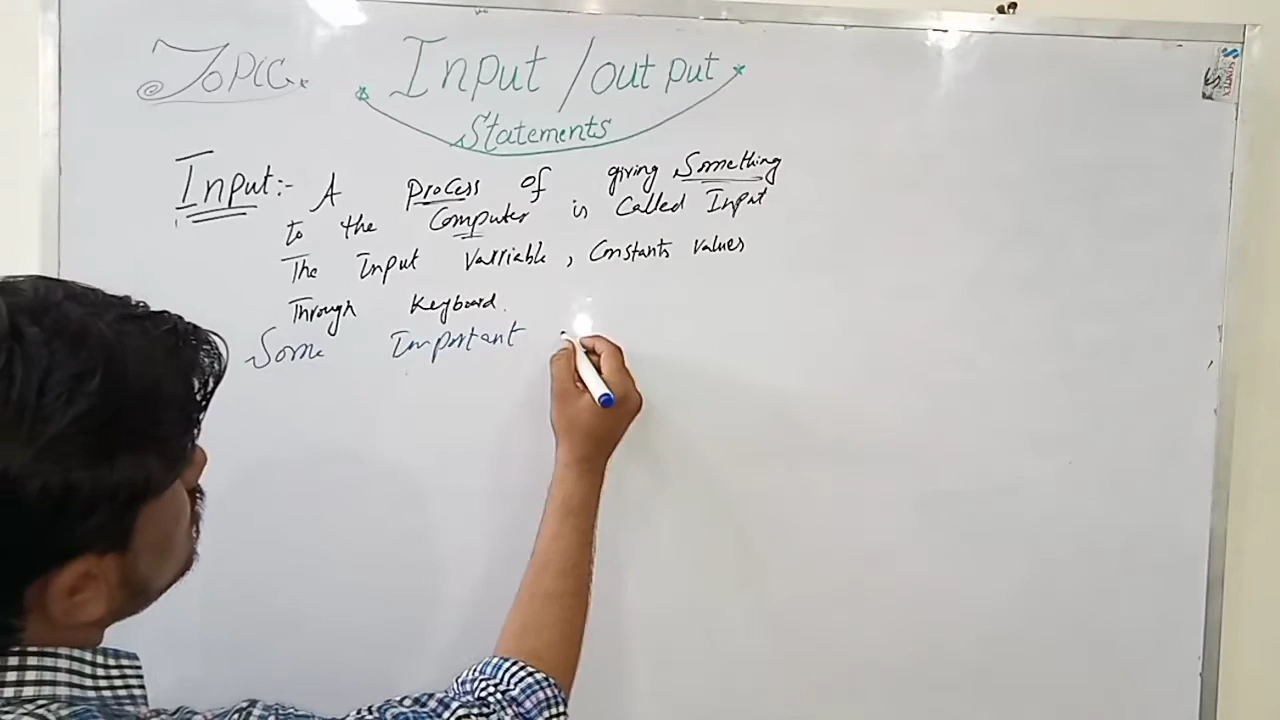 TOPIC
Input/output
Statements
Input:- A Process of giving Something
to the Computer is Called Input
The Input Varriable, Constants values
Through Keyboard.
Some Important